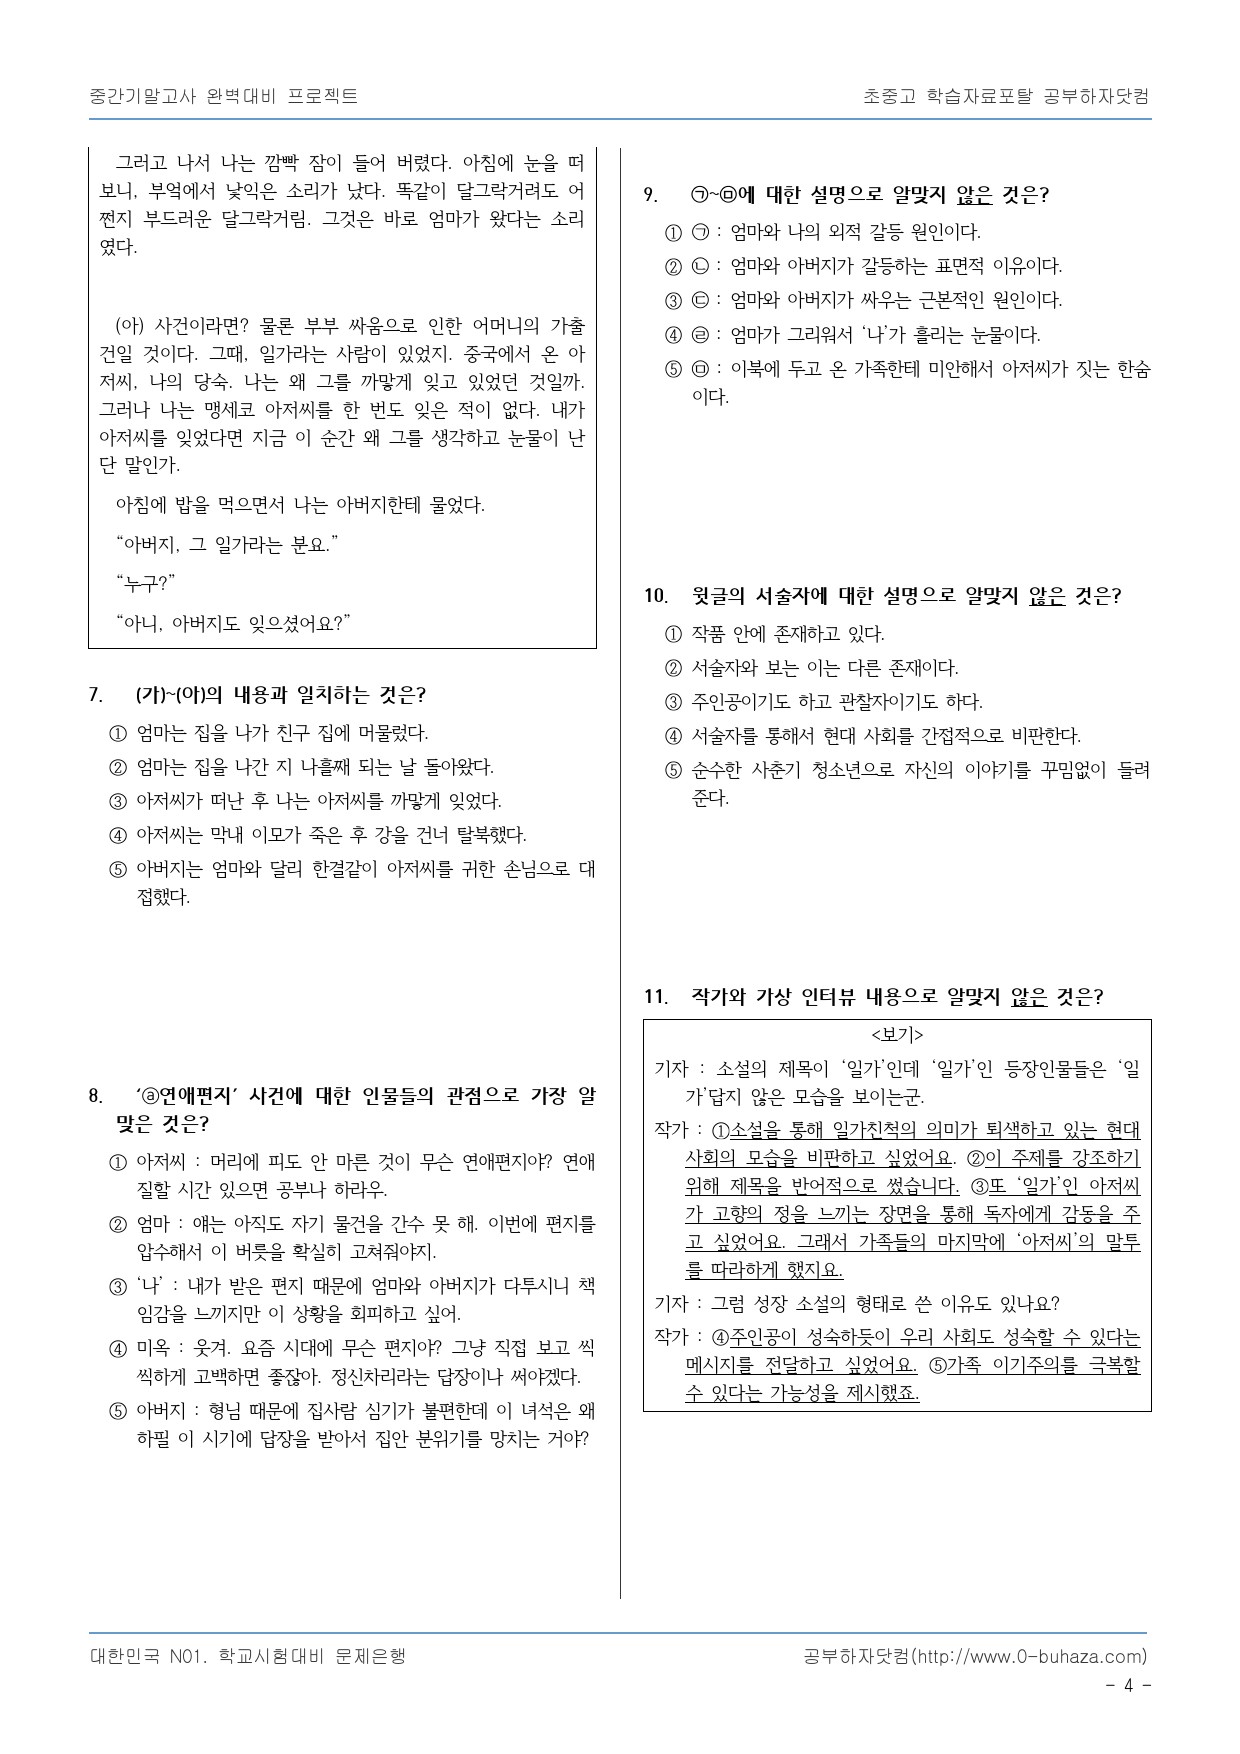 중간기말고사 완벽대비 프로젝트
초중고 학습자료포탈 공부하자닷컴
그러고 나서 나는 깜빡 잠이 들어 버렸다. 아침에 눈을 떠
보니, 부엌에서 낯익은 소리가 났다. 똑같이 달그락거려도 어
쩐지 부드러운 달그락거림. 그것은 바로 엄마가 왔다는 소리
였다.
(아) 사건이라면? 물론 부부 싸움으로 인한 어머니의 가출
건일 것이다. 그때, 일가라는 사람이 있었지. 중국에서 온 아
저씨, 나의 당숙. 나는 왜 그를 까맣게 잊고 있었던 것일까.
그러나 나는 맹세코 아저씨를 한 번도 잊은 적이 없다. 내가
아저씨를 잊었다면 지금 이 순간 왜 그를 생각하고 눈물이 난
단 말인가.
아침에 밥을 먹으면서 나는 아버지한테 물었다.
“아버지, 그 일가라는 분요.”
“누구?”
“아니, 아버지도 잊으셨어요?”
7. (가)~(아)의 내용과 일치하는 것은?
① 엄마는 집을 나가 친구 집에 머물렀다.
② 엄마는 집을 나간 지 나흘째 되는 날 돌아왔다.
③ 아저씨가 떠난 후 나는 아저씨를 까맣게 잊었다.
④ 아저씨는 막내 이모가 죽은 후 강을 건너 탈북했다.
⑤ 아버지는 엄마와 달리 한결같이 아저씨를 귀한 손님으로 대
접했다.
8. ‘ⓐ연애편지’ 사건에 대한 인물들의 관점으로 가장 알
맞은 것은?
① 아저씨 : 머리에 피도 안 마른 것이 무슨 연애편지야? 연애
질할 시간 있으면 공부나 하라우.
② 엄마 : 얘는 아직도 자기 물건을 간수 못 해. 이번에 편지를
압수해서 이 버릇을 확실히 고쳐줘야지.
③ ‘나’ : 내가 받은 편지 때문에 엄마와 아버지가 다투시니 책
임감을 느끼지만 이 상황을 회피하고 싶어.
④ 미옥 : 웃겨. 요즘 시대에 무슨 편지야? 그냥 직접 보고 씩
씩하게 고백하면 좋잖아. 정신차리라는 답장이나 써야겠다.
⑤ 아버지 : 형님 때문에 집사람 심기가 불편한데 이 녀석은 왜
하필 이 시기에 답장을 받아서 집안 분위기를 망치는 거야?
9. ㉠~㉤에 대한 설명으로 알맞지 않은 것은?
① ㉠ : 엄마와 나의 외적 갈등 원인이다.
② ㉡ : 엄마와 아버지가 갈등하는 표면적 이유이다.
③ ㉢ : 엄마와 아버지가 싸우는 근본적인 원인이다.
④ ㉣ : 엄마가 그리워서 ‘나’가 흘리는 눈물이다.
⑤ ㉤ : 이북에 두고 온 가족한테 미안해서 아저씨가 짓는 한숨
이다.
10. 윗글의 서술자에 대한 설명으로 알맞지 않은 것은?
① 작품 안에 존재하고 있다.
② 서술자와 보는 이는 다른 존재이다.
③ 주인공이기도 하고 관찰자이기도 하다.
④ 서술자를 통해서 현대 사회를 간접적으로 비판한다.
⑤ 순수한 사춘기 청소년으로 자신의 이야기를 꾸밈없이 들려
준다.
11. 작가와 가상 인터뷰 내용으로 알맞지 않은 것은?
<보기>
기자 : 소설의 제목이 ‘일가’인데 ‘일가’인 등장인물들은 ‘일
가’답지 않은 모습을 보이는군.
작가 : ①소설을 통해 일가친척의 의미가 퇴색하고 있는 현대
사회의 모습을 비판하고 싶었어요. ②이 주제를 강조하기
위해 제목을 반어적으로 썼습니다. ③또 ‘일가’인 아저씨
가 고향의 정을 느끼는 장면을 통해 독자에게 감동을 주
고 싶었어요. 그래서 가족들의 마지막에 ‘아저씨’의 말투
를 따라하게 했지요.
기자 : 그럼 성장 소설의 형태로 쓴 이유도 있나요?
작가 : ④주인공이 성숙하듯이 우리 사회도 성숙할 수 있다는
메시지를 전달하고 싶었어요. ⑤가족 이기주의를 극복할
수 있다는 가능성을 제시했죠.
대한민국 N01. 학교시험대비 문제은행
공부하자닷컴(http://www.0-buhaza.com)
- 4 -